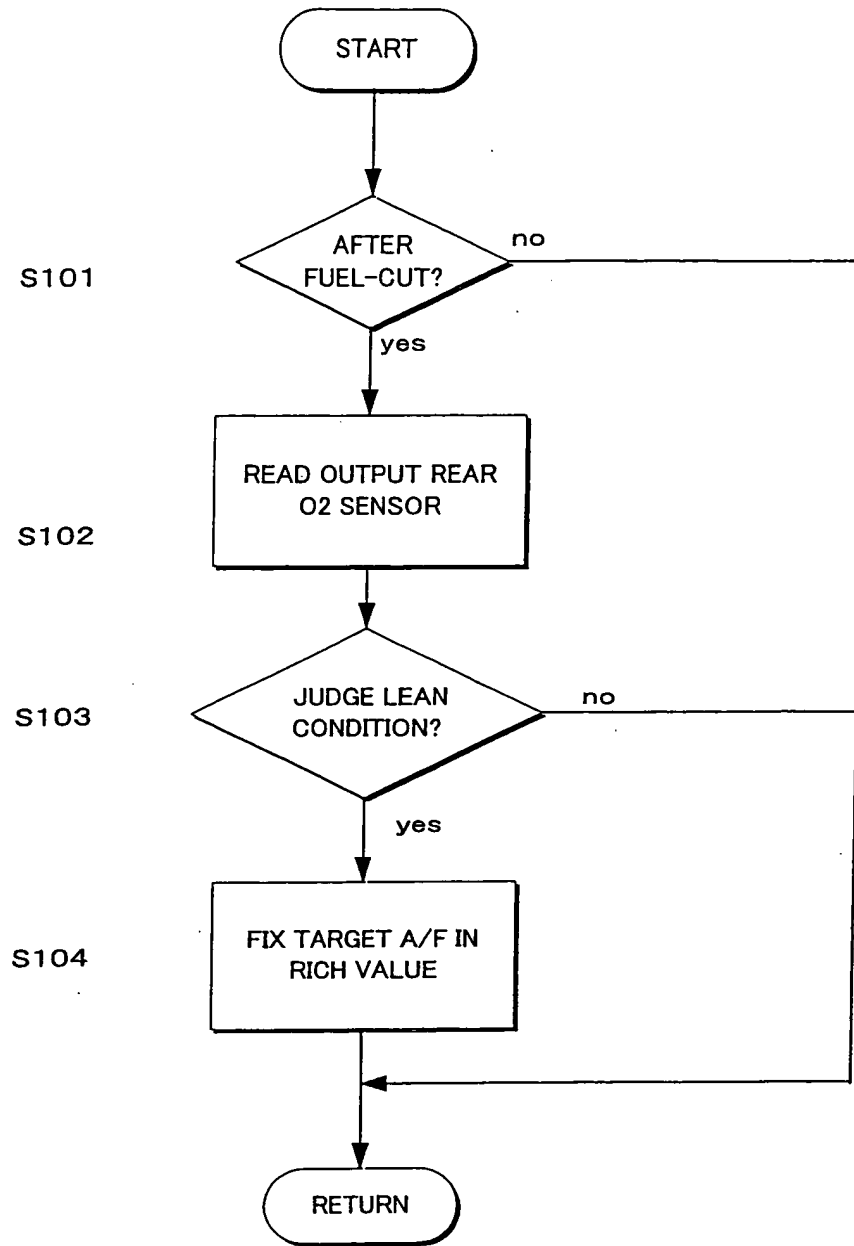 START
AFTER
FUEL-CUT?
no
S101
yes
READ OUTPUT REAR
O2 SENSOR
S102
JUDGE LEAN
CONDITION?
no
S103
yes
FIX TARGET A/F IN
RICH VALUE
S104
RETURN